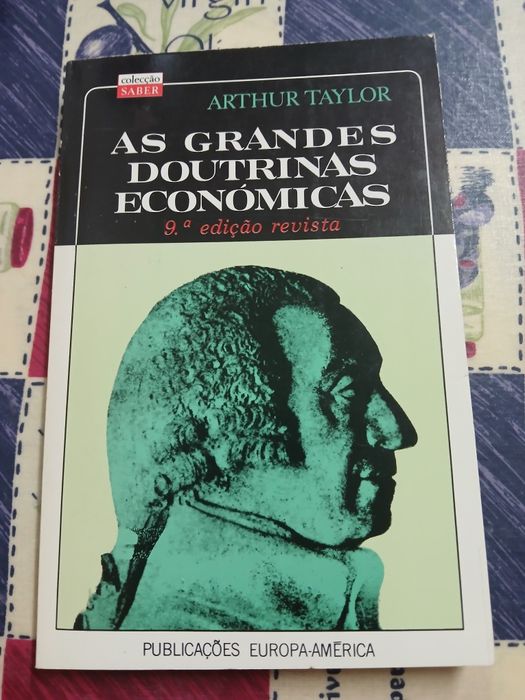 colecção
SABER
ARTHUR TAYLOR
AS GRANDES
DOUTRINAS
ECONÓMICAS
9.ª edição revista
PUBLICAÇÕES EUROPA-AMÉRICA